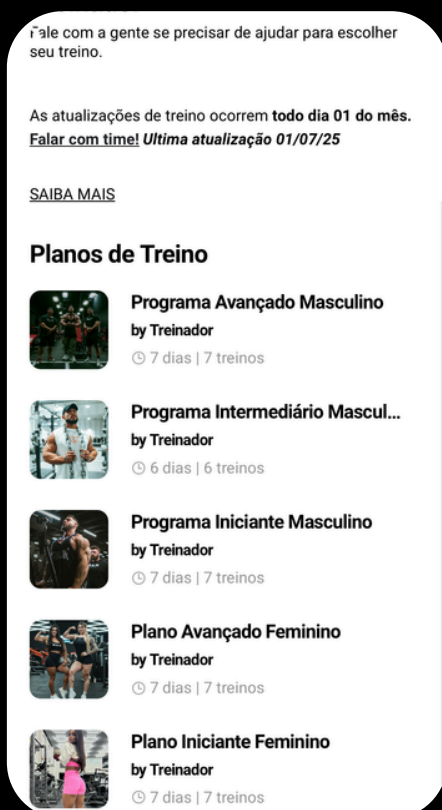 Fale com a gente se precisar de ajudar para escolher
seu treino.
As atualizações de treino ocorrem todo dia 01 do mês.
Falar com time! Ultima atualização 01/07/25
SAIBA MAIS
Planos de Treino
Programa Avançado Masculino
by Treinador
7 dias | 7 treinos
Programa Intermediário Mascul...
by Treinador
6 dias | 6 treinos
Programa Iniciante Masculino
by Treinador
7 dias | 7 treinos
Plano Avançado Feminino
by Treinador
7 dias | 7 treinos
Plano Iniciante Feminino
by Treinador
7 dias | 7 treinos